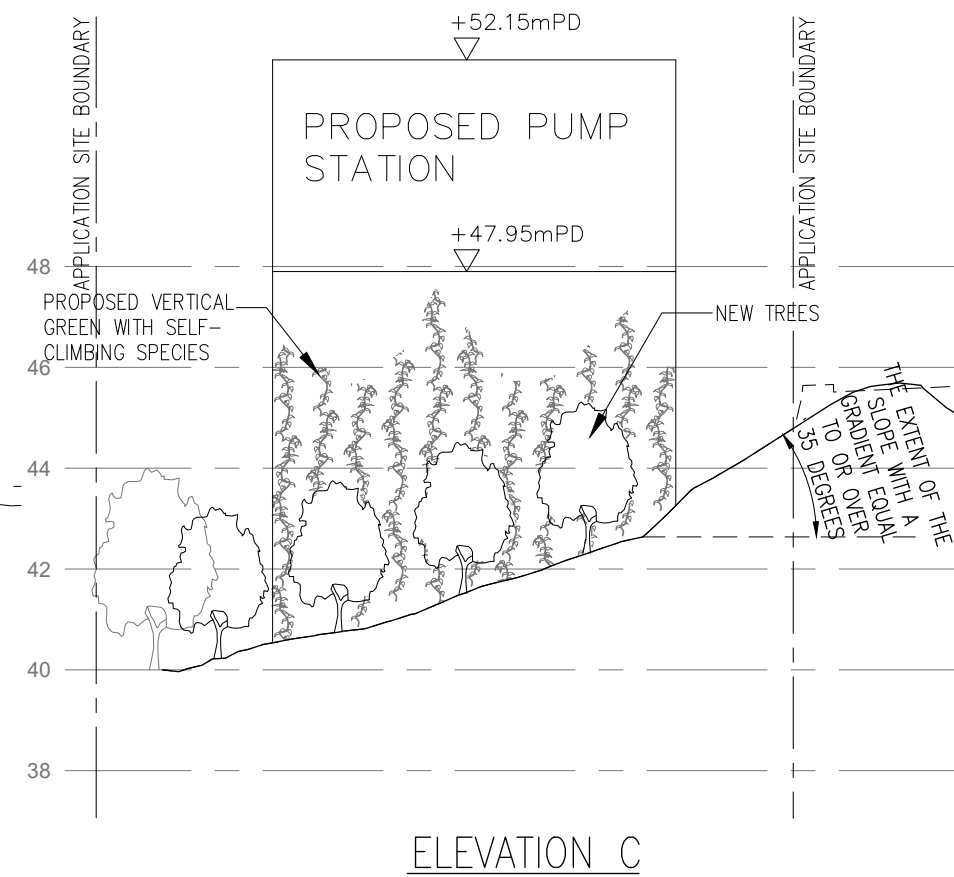 +52.15mPD
APPLICATION SITE BOUNDARY
APPLICATION SITE BOUNDARY
PROPOSED PUMP
STATION
+47.95mPD
48
PROPOSED VERTICAL
GREEN WITH SELF-
CLIMBING SPECIES
NEW TREES
46
THE EXTENT OF THE
SLOPE WITH A
GRADIENT EQUAL
TO OR OVER
35 DEGREES
44
42
40
38
ELEVATION C